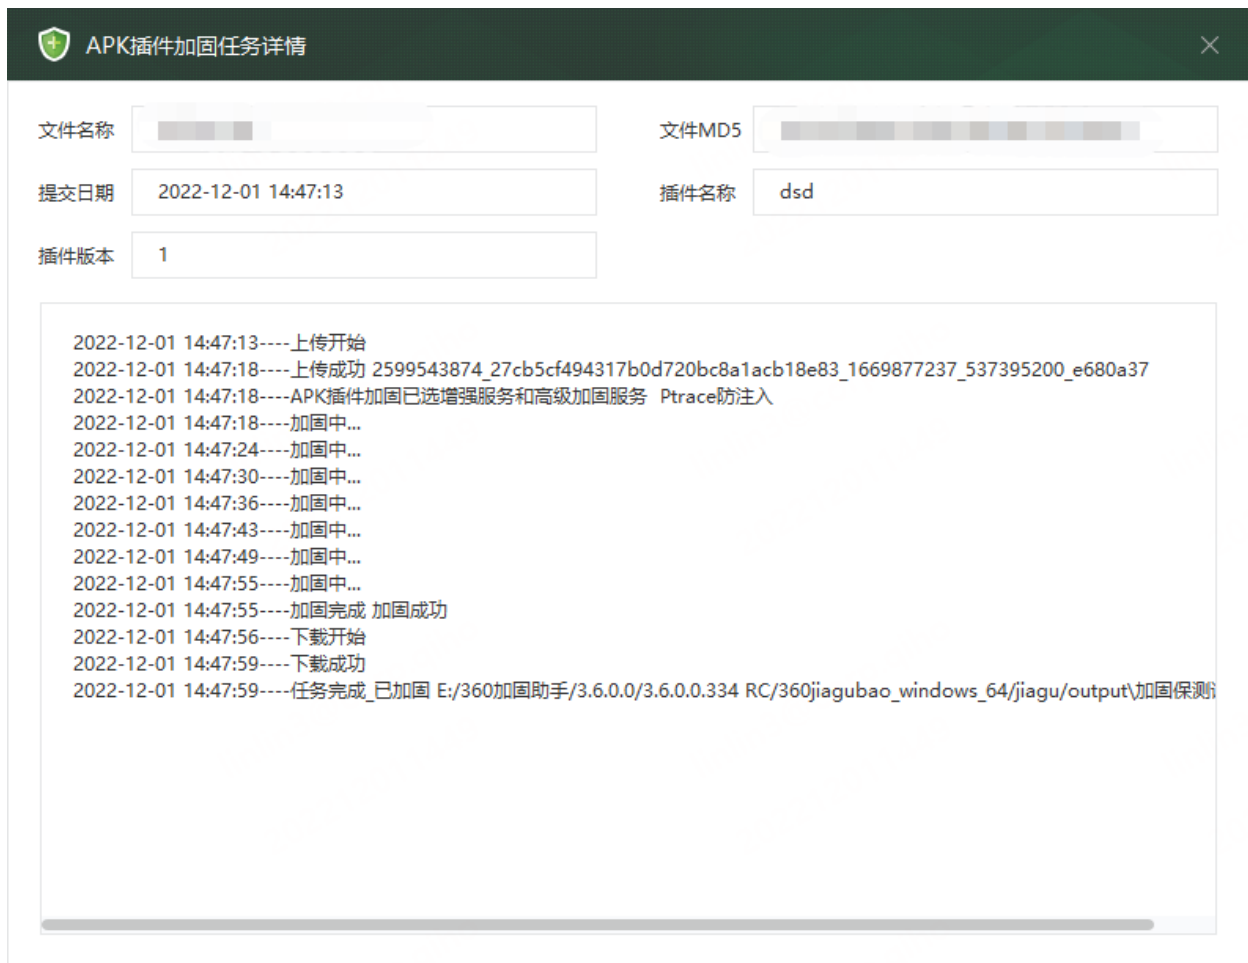 APK插件加固任务详情
文件名称
文件MD5
提交日期 2022-12-01 14:47:13
插件名称 dsd
插件版本 1
2022-12-01 14:47:13----上传开始
2022-12-01 14:47:18----上传成功 2599543874_27cb5cf494317b0d720bc8a1acb18e83_1669877237_537395200_e680a37
2022-12-01 14:47:18----APK插件加固已选增强服务和高级加固服务 Ptrace防注入
2022-12-01 14:47:18----加固中...
2022-12-01 14:47:24----加固中...
2022-12-01 14:47:30----加固中...
2022-12-01 14:47:36----加固中...
2022-12-01 14:47:43----加固中...
2022-12-01 14:47:49----加固中...
2022-12-01 14:47:55----加固中...
2022-12-01 14:47:55----加固完成 加固成功
2022-12-01 14:47:56----下载开始
2022-12-01 14:47:59----下载成功
2022-12-01 14:47:59----任务完成_已加固 E:/360加固助手/3.6.0.0/3.6.0.0.334 RC/360jiagubao_windows_64/jiagu/output\加固保测